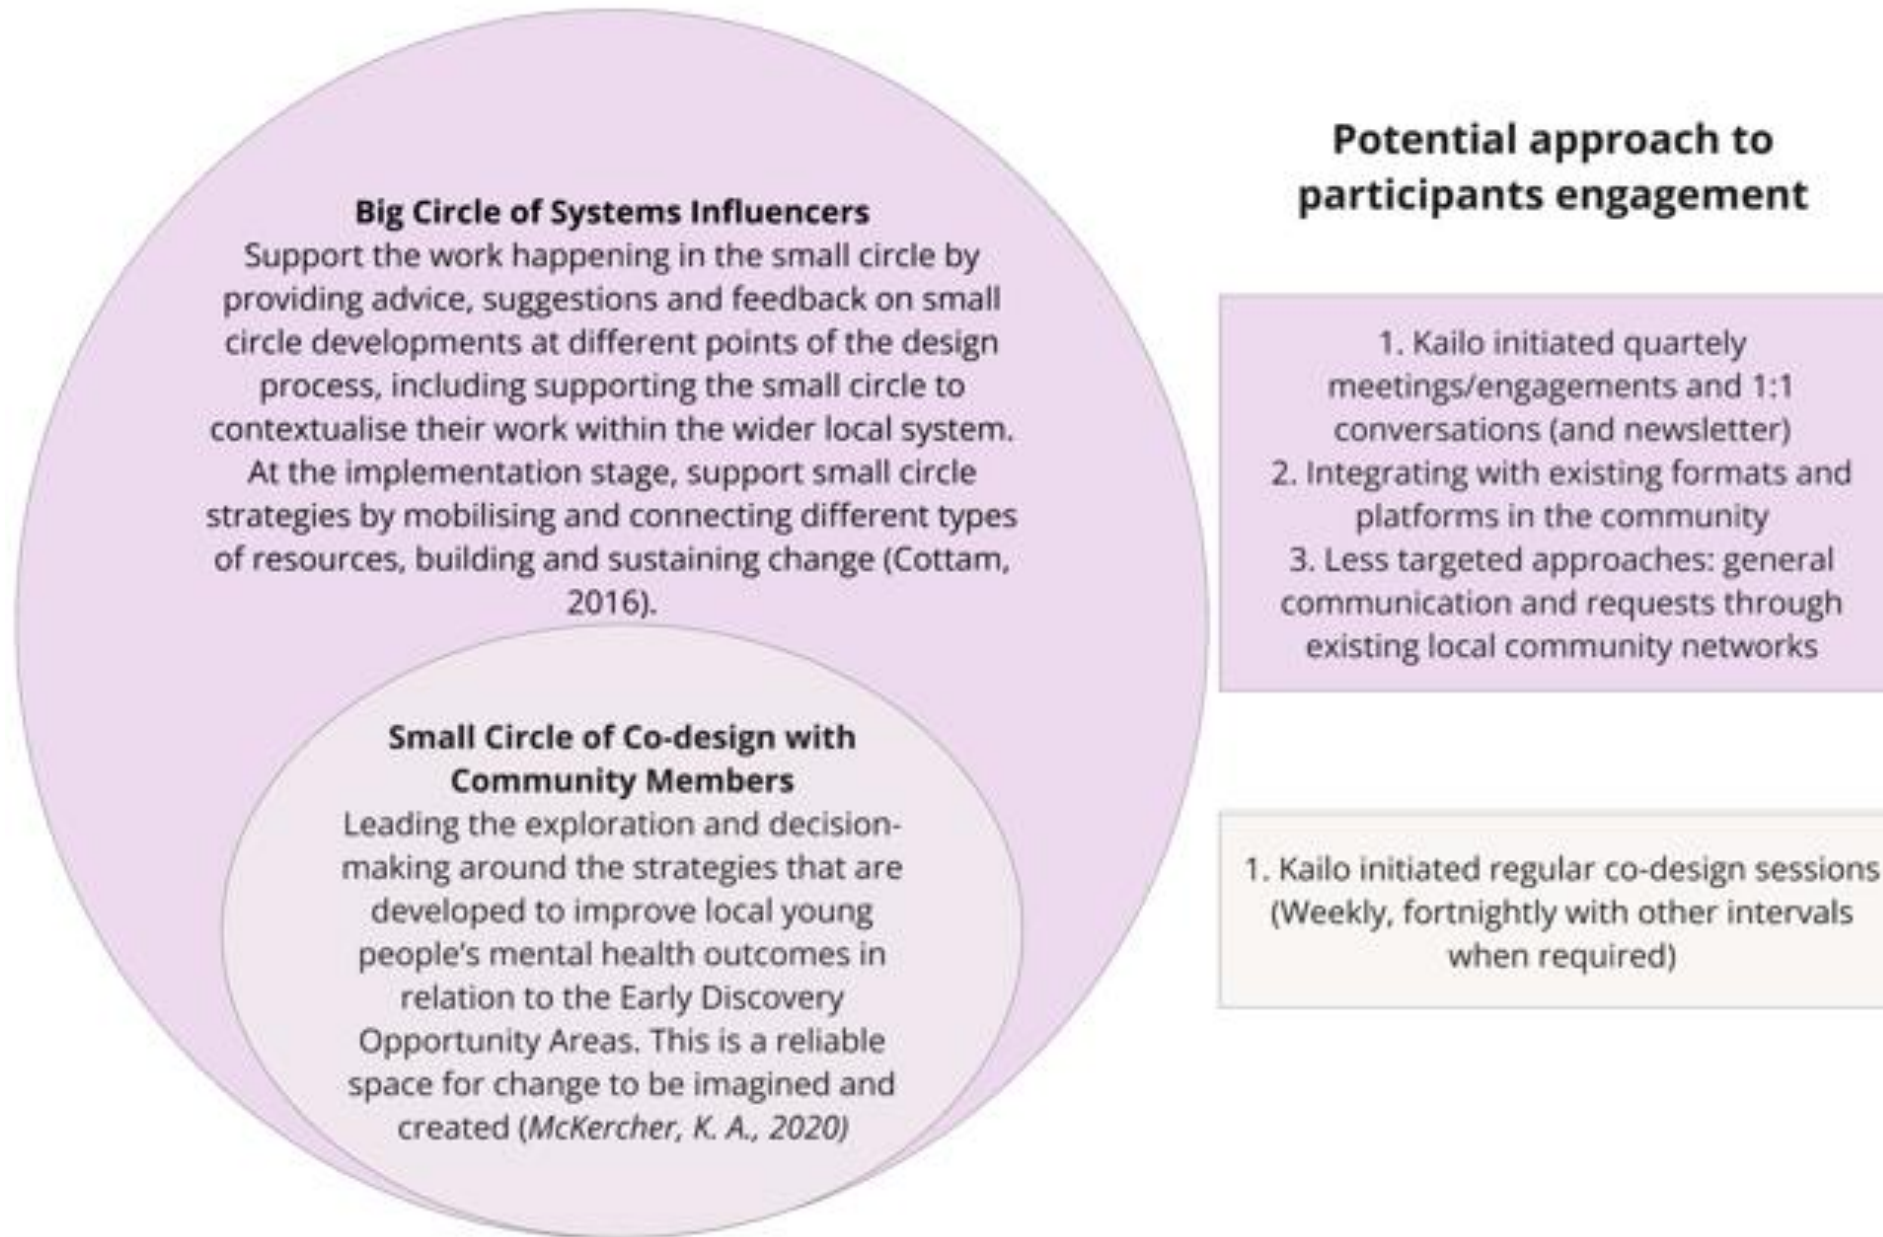 Big Circle of Systems Influencers
Support the work happening in the small circle by
providing advice, suggestions and feedback on small
circle developments at different points of the design
process, including supporting the small circle to
contextualise their work within the wider local system.
At the implementation stage, support small circle
strategies by mobilising and connecting different types
of resources, building and sustaining change (Cottam,
2016).
Small Circle of Co-design with
Community Members
Leading the exploration and decision-
making around the strategies that are
developed to improve local young
people's mental health outcomes in
relation to the Early Discovery
Opportunity Areas. This is a reliable
space for change to be imagined and
created (McKercher, K. A., 2020)
Potential approach to
participants engagement
1. Kailo initiated quartely
meetings/engagements and 1:1
conversations (and newsletter)
2. Integrating with existing formats and
platforms in the community
3. Less targeted approaches: general
communication and requests through
existing local community networks
1. Kailo initiated regular co-design sessions
(Weekly, fortnightly with other intervals
when required)